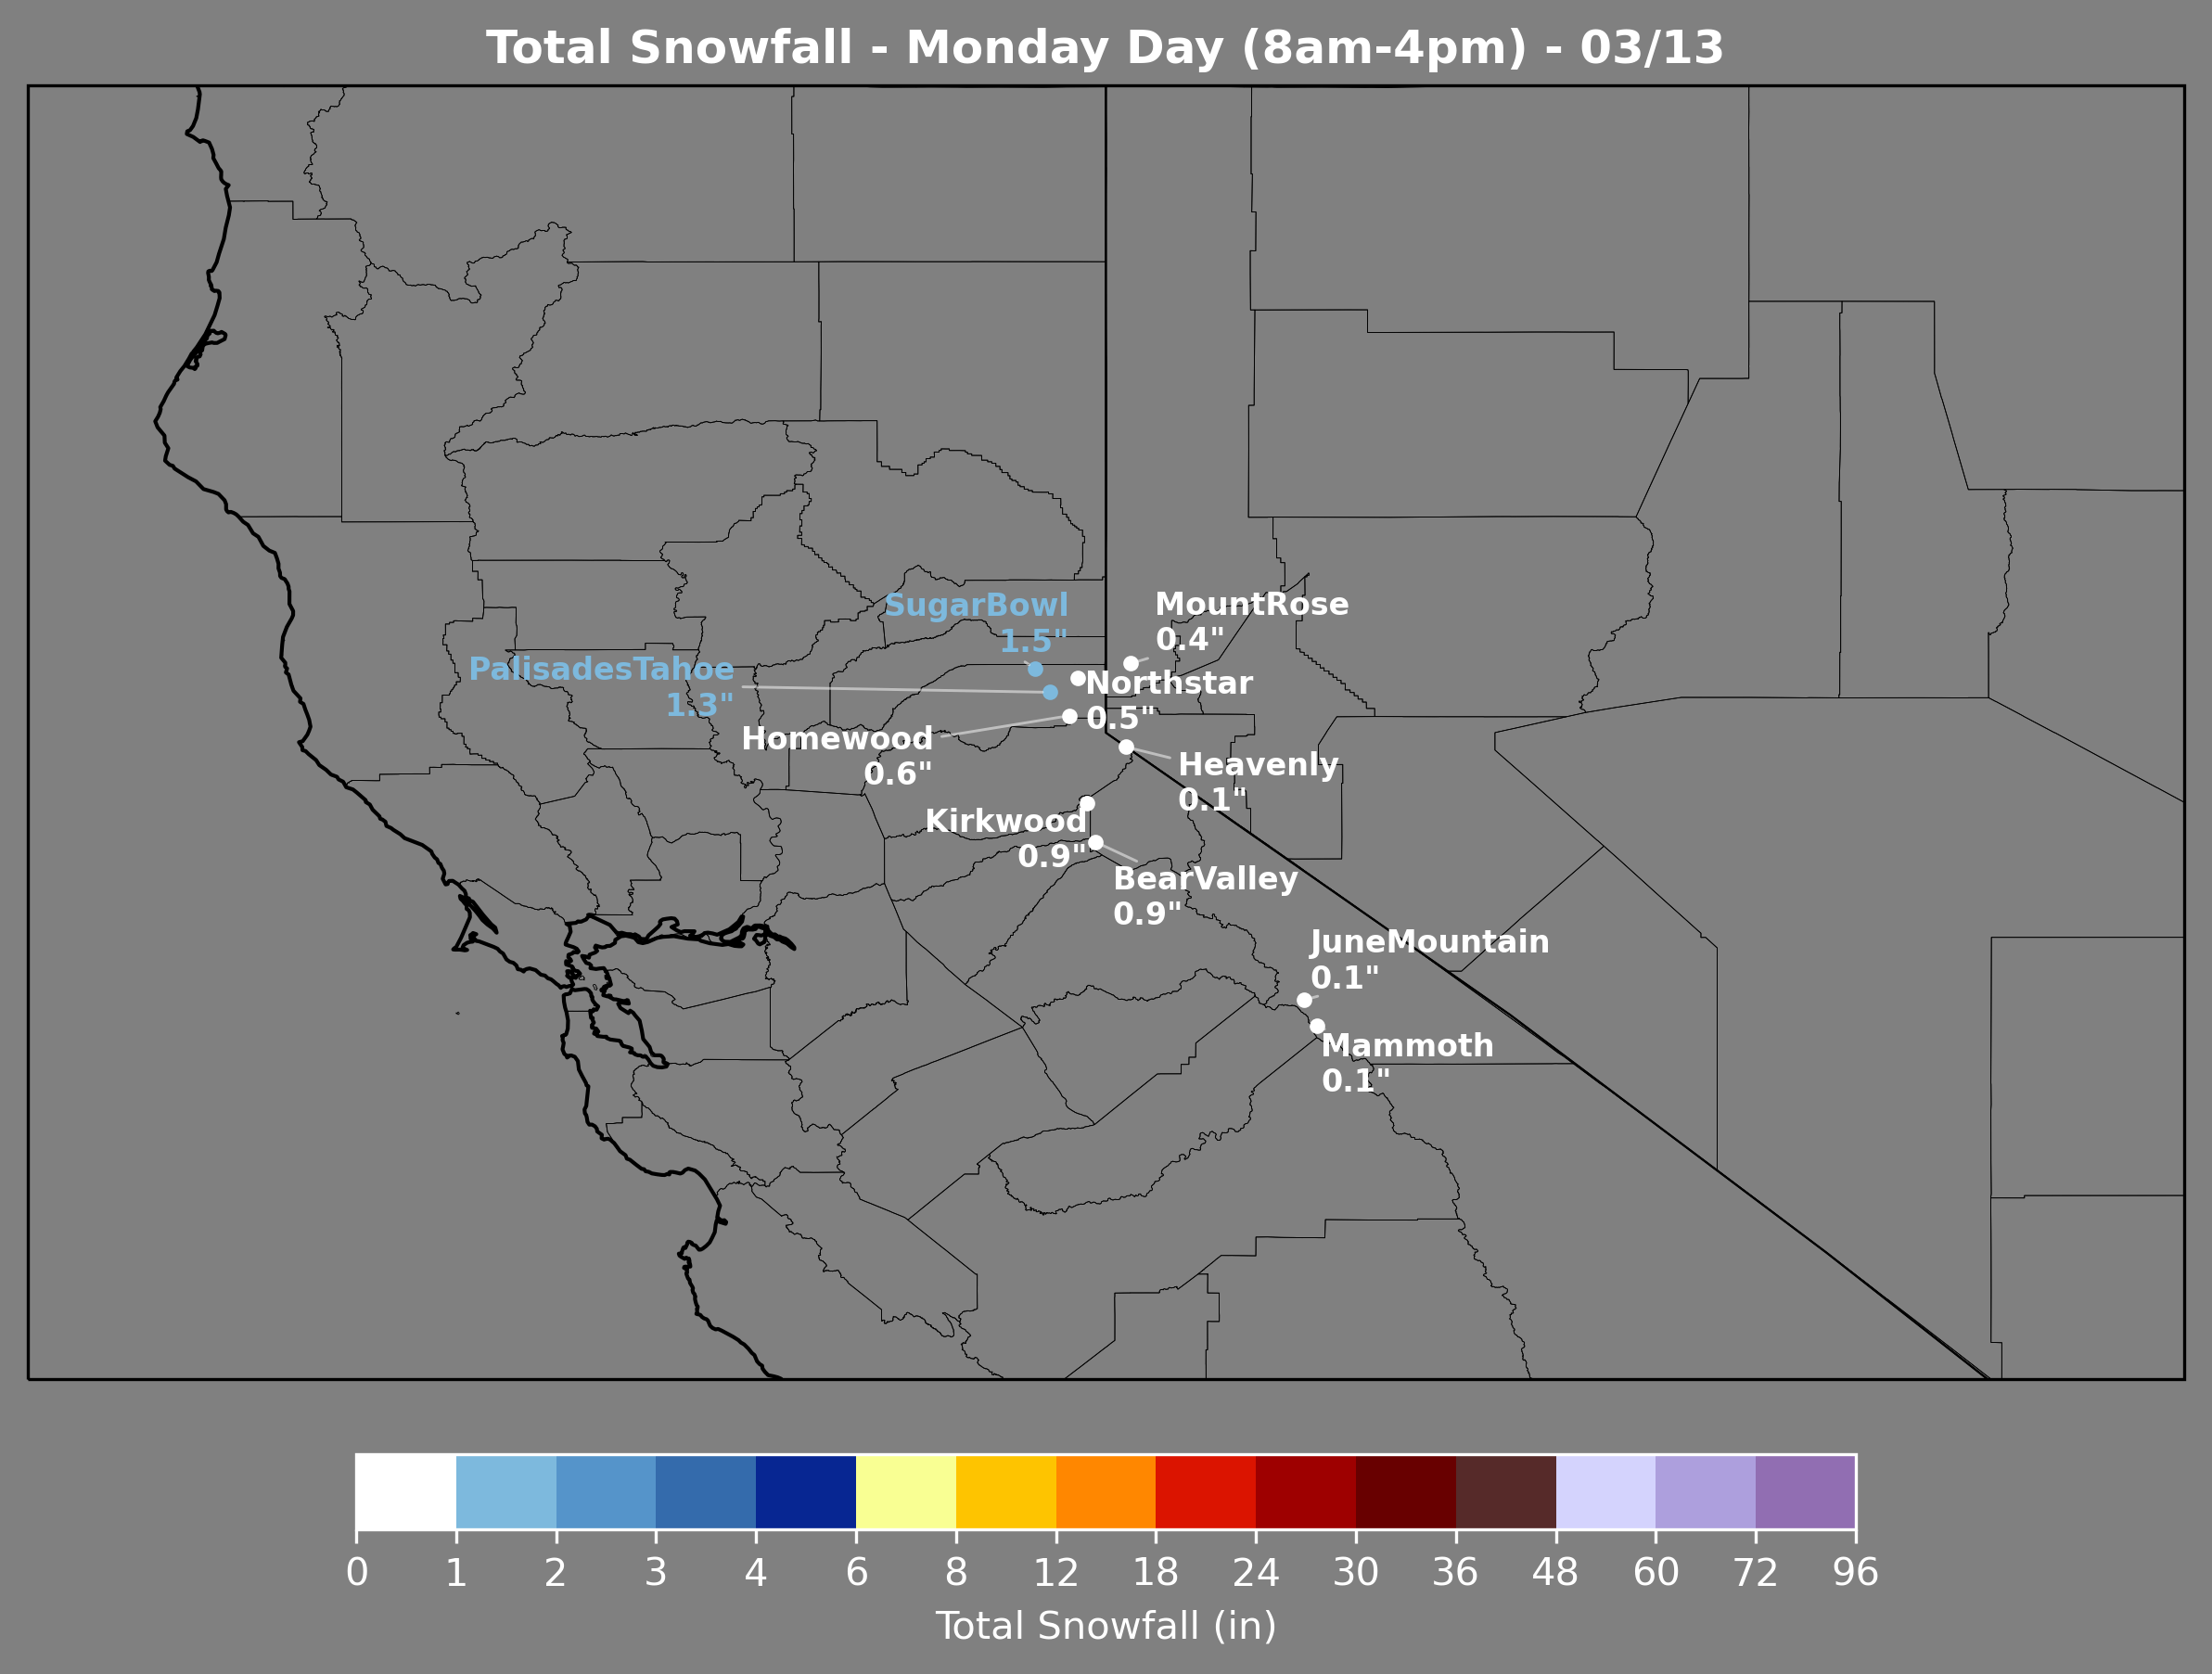 Total Snowfall - Monday Day (8am-4pm) - 03/13
SugarBowl
1.5"
MountRose
0.4"
PalisadesTahoe
1.3"
Northstar
0.5"
Homewood
0.6"
Heavenly
0.1"
Kirkwood
0.9"
BearValley
0.9"
JuneMountain
0.1"
Mammoth
0.1"
0 1 2 3 4 6 8 12 18 24 30 36 48 60 72 96
Total Snowfall (in)